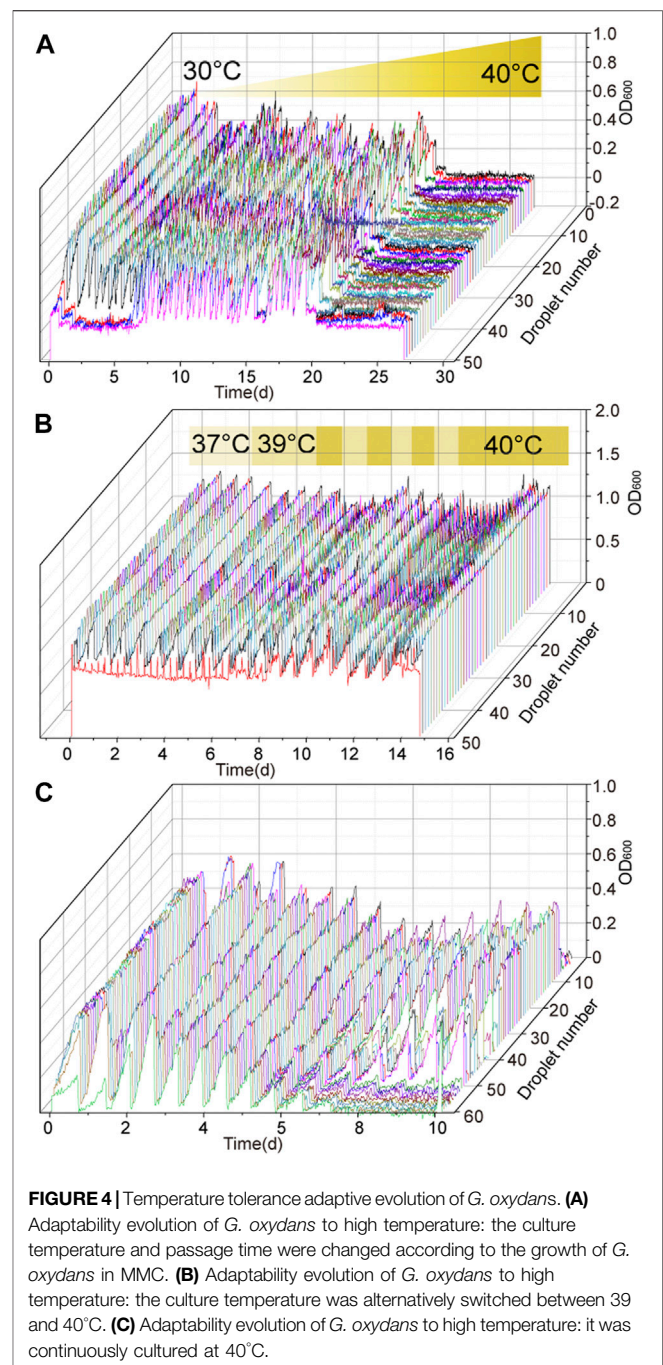 A
30°C
40°C
1.0
0.8
0.6
0.4
0.2
0
-0.2
OD600
0
10
20
30
40
50
Droplet number
0 5 10 15 20 25 30
Time(d)
B
37°C 39°C
40°C
2.0
1.5
1.0
0.5
0
OD600
10
20
30
40
50
Droplet number
0 2 4 6 8 10 12 14 16
Time(d)
C
1.0
0.8
0.6
0.4
0.2
0
OD600
10
20
30
40
50
60
Droplet number
0 2 4 6 8 10
Time(d)
FIGURE 4 | Temperature tolerance adaptive evolution of G. oxydans. (A)
Adaptability evolution of G. oxydans to high temperature: the culture
temperature and passage time were changed according to the growth of G.
oxydans in MMC. (B) Adaptability evolution of G. oxydans to high
temperature: the culture temperature was alternatively switched between 39
and 40°C. (C) Adaptability evolution of G. oxydans to high temperature: it was
continuously cultured at 40°C.